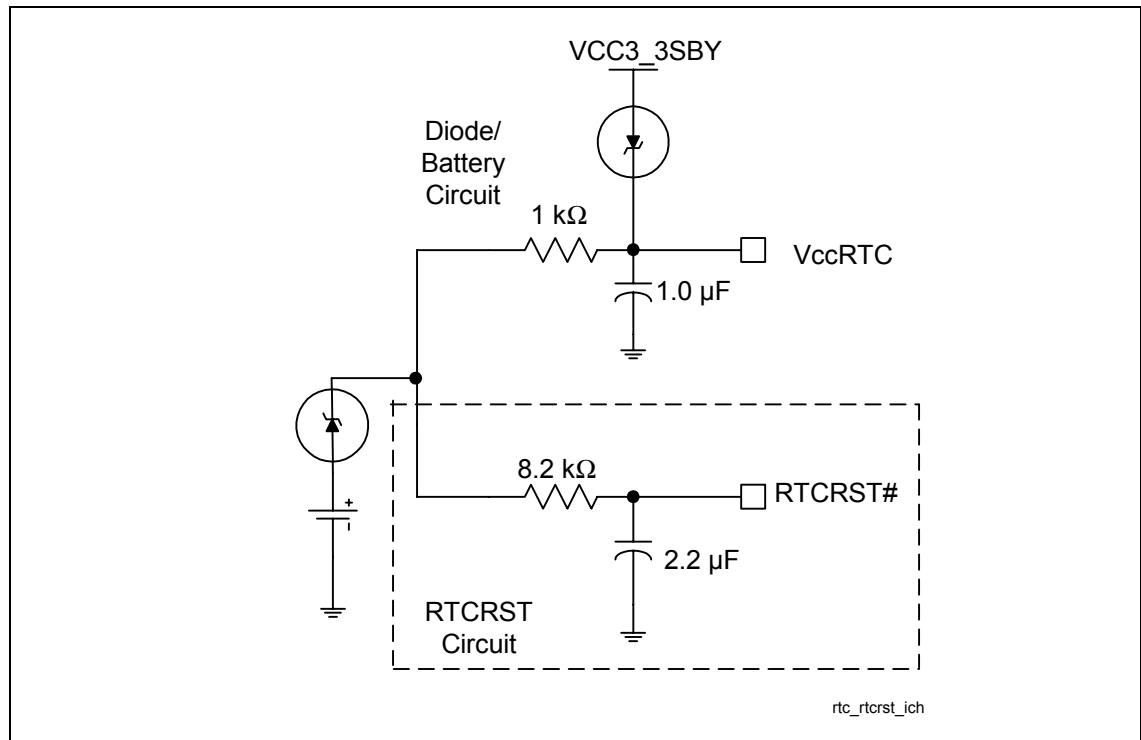 VCC3_3SBY
Diode/
Battery
Circuit
1 kΩ
VccRTC
1.0 µF
+
-
8.2 kΩ
RTCRST#
2.2 µF
RTCRST
Circuit
rtc_rtcrst_ich